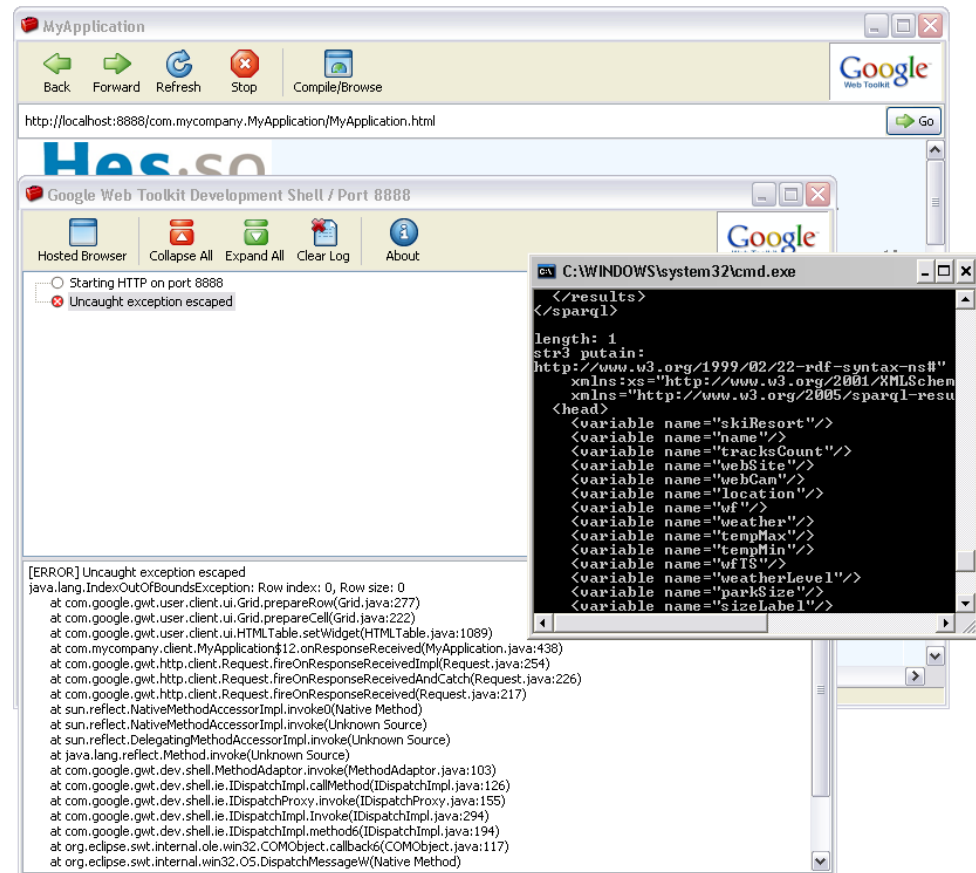 MyApplication
Back Forward Refresh Stop Compile/Browse
Google
Web Toolkit
http://localhost:8888/com.mycompany.MyApplication/MyApplication.html
Go
Hes.so
Google Web Toolkit Development Shell / Port 8888
Hosted Browser Collapse All Expand All Clear Log About
Google
Starting HTTP on port 8888
Uncaught exception escaped
C:\WINDOWS\system32\cmd.exe
</results>
</sparql>
length: 1
str3 putain:
http://www.w3.org/1999/02/22-rdf-syntax-ns#"
xmlns:xs="http://www.w3.org/2001/XMLSchem
xmlns="http://www.w3.org/2005/sparql-resu
<head>
<variable name="skiResort"/>
<variable name="name"/>
<variable name="tracksCount"/>
<variable name="webSite"/>
<variable name="webCam"/>
<variable name="location"/>
<variable name="wf"/>
<variable name="weather"/>
<variable name="tempMax"/>
<variable name="tempMin"/>
<variable name="wfTS"/>
<variable name="weatherLevel"/>
<variable name="parkSize"/>
<variable name="sizeLabel"/>
[ERROR] Uncaught exception escaped
java.lang.IndexOutOfBoundsException: Row index: 0, Row size: 0
at com.google.gwt.user.client.ui.Grid.prepareRow(Grid.java:277)
at com.google.gwt.user.client.ui.Grid.prepareCell(Grid.java:222)
at com.google.gwt.user.client.ui.HTMLTable.setWidget(HTMLTable.java:1089)
at com.mycompany.client.MyApplication$12.onResponseReceived(MyApplication.java:438)
at com.google.gwt.http.client.Request.fireOnResponseReceivedImpl(Request.java:254)
at com.google.gwt.http.client.Request.fireOnResponseReceivedAndCatch(Request.java:226)
at com.google.gwt.http.client.Request.fireOnResponseReceived(Request.java:217)
at sun.reflect.NativeMethodAccessorImpl.invoke0(Native Method)
at sun.reflect.NativeMethodAccessorImpl.invoke(Unknown Source)
at sun.reflect.DelegatingMethodAccessorImpl.invoke(Unknown Source)
at java.lang.reflect.Method.invoke(Unknown Source)
at com.google.gwt.dev.shell.MethodAdaptor.invoke(MethodAdaptor.java:103)
at com.google.gwt.dev.shell.ie.IDispatchImpl.callMethod(IDispatchImpl.java:126)
at com.google.gwt.dev.shell.ie.IDispatchProxy.invoke(IDispatchProxy.java:155)
at com.google.gwt.dev.shell.ie.IDispatchImpl.Invoke(IDispatchImpl.java:294)
at com.google.gwt.dev.shell.ie.IDispatchImpl.method6(IDispatchImpl.java:194)
at org.eclipse.swt.internal.ole.win32.COMObject.callback6(COMObject.java:117)
at org.eclipse.swt.internal.win32.OS.DispatchMessageW(Native Method)